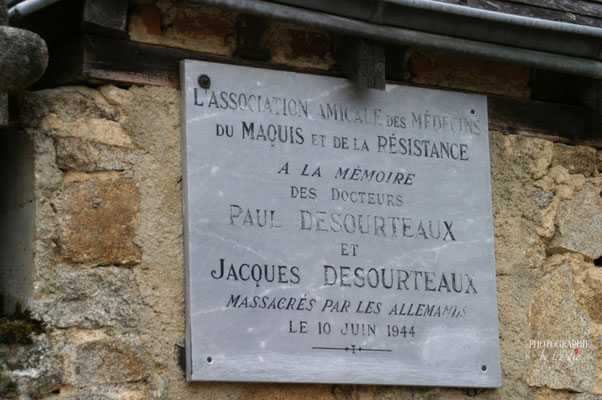 L'ASSOCIATION AMICALE DES MÉDECINS
DU MAQUIS ET DE LA RÉSISTANCE
A LA MÉMOIRE
DES DOCTEURS
PAUL DESOURTEAUX
ET
JACQUES DESOURTEAUX
MASSACRÉS PAR LES ALLEMANDS
LE 10 JUIN 1944
PHOTOGRAPHIE